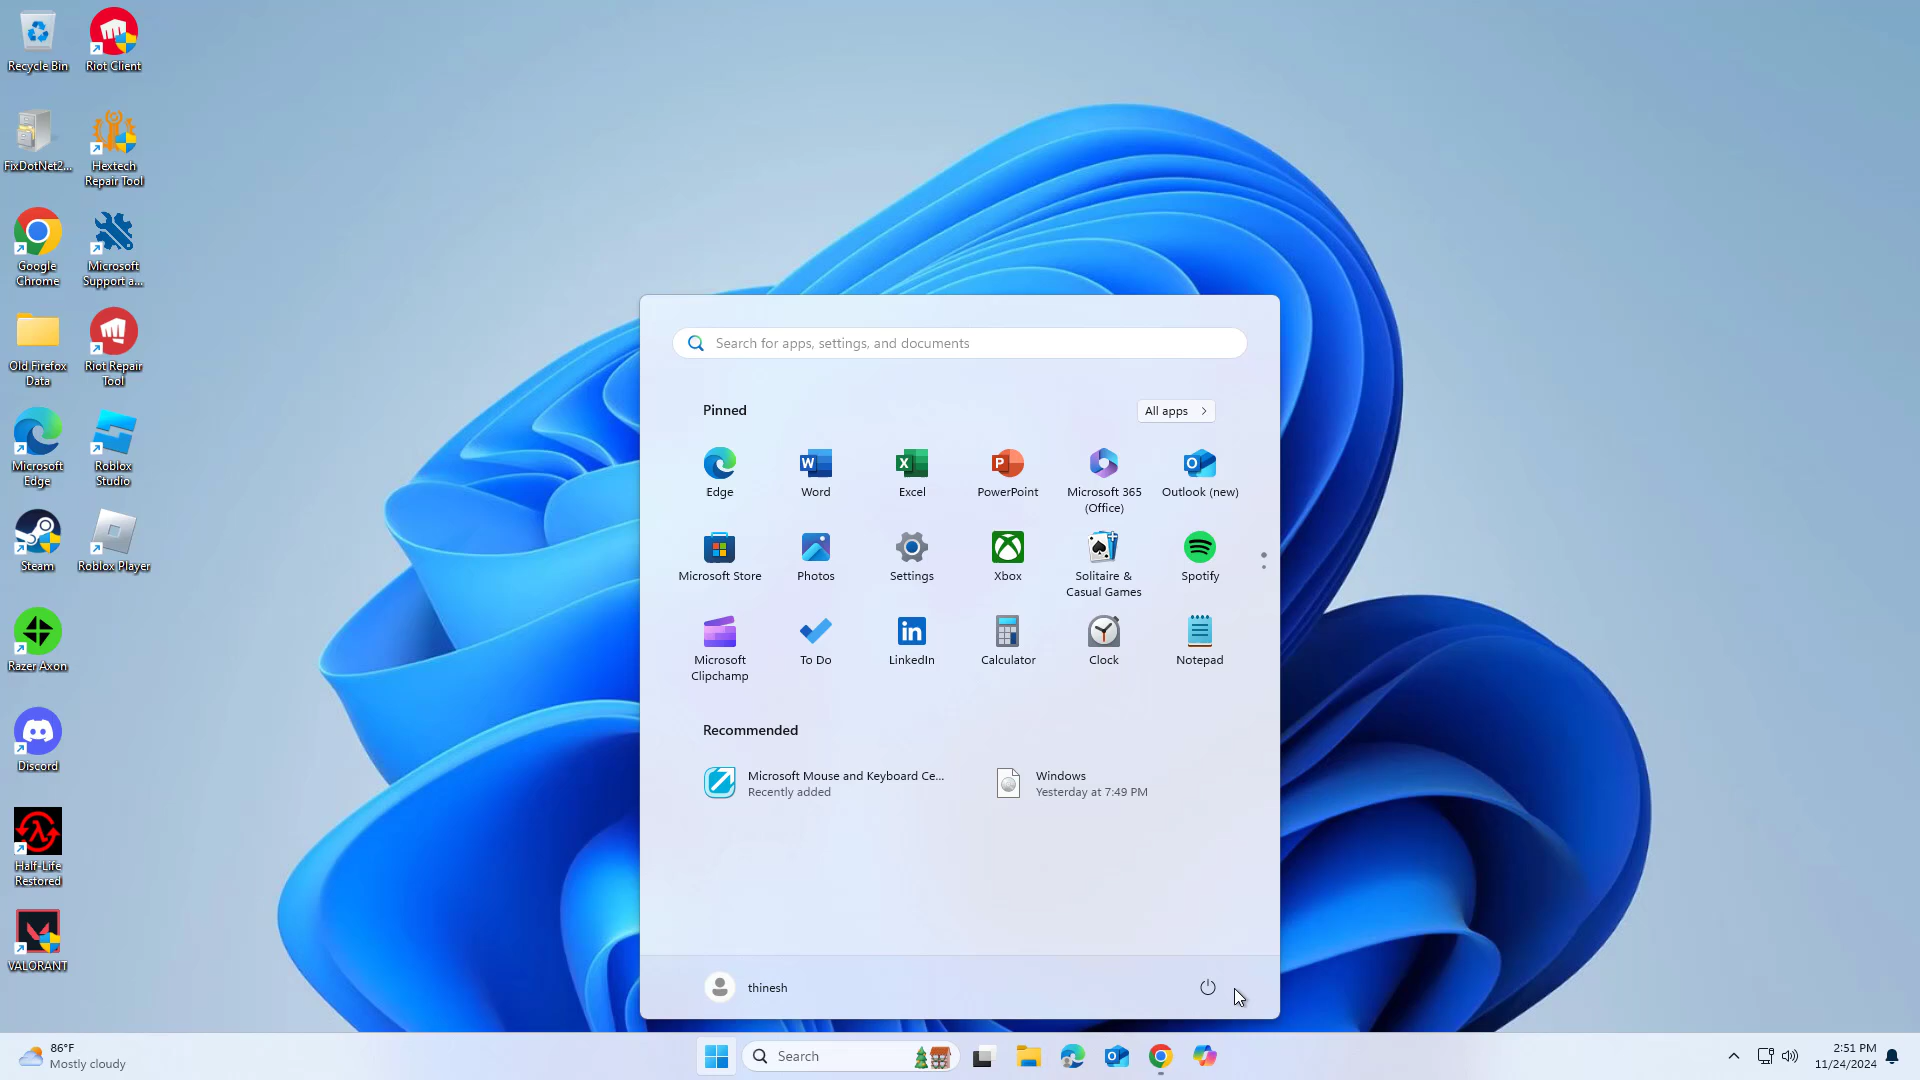 Recycle Bin
Riot Client
FixDotNet2...
Hextech
Repair Tool
Google
Chrome
Microsoft
Support a...
Old Firefox
Data
Riot Repair
Tool
Microsoft
Edge
Roblox
Studio
Steam
Roblox Player
Razer Axon
Discord
Half-Life
Restored
VALORANT
Search for apps, settings, and documents
Pinned
All apps
Edge
Word
Excel
PowerPoint
Microsoft 365
(Office)
Outlook (new)
Microsoft Store
Photos
Settings
Xbox
Solitaire &
Casual Games
Spotify
Microsoft
Clipchamp
To Do
LinkedIn
Calculator
Clock
Notepad
Recommended
Microsoft Mouse and Keyboard Ce...
Recently added
Windows
Yesterday at 7:49 PM
thinesh
86°F
Mostly cloudy
Search
2:51 PM
11/24/2024